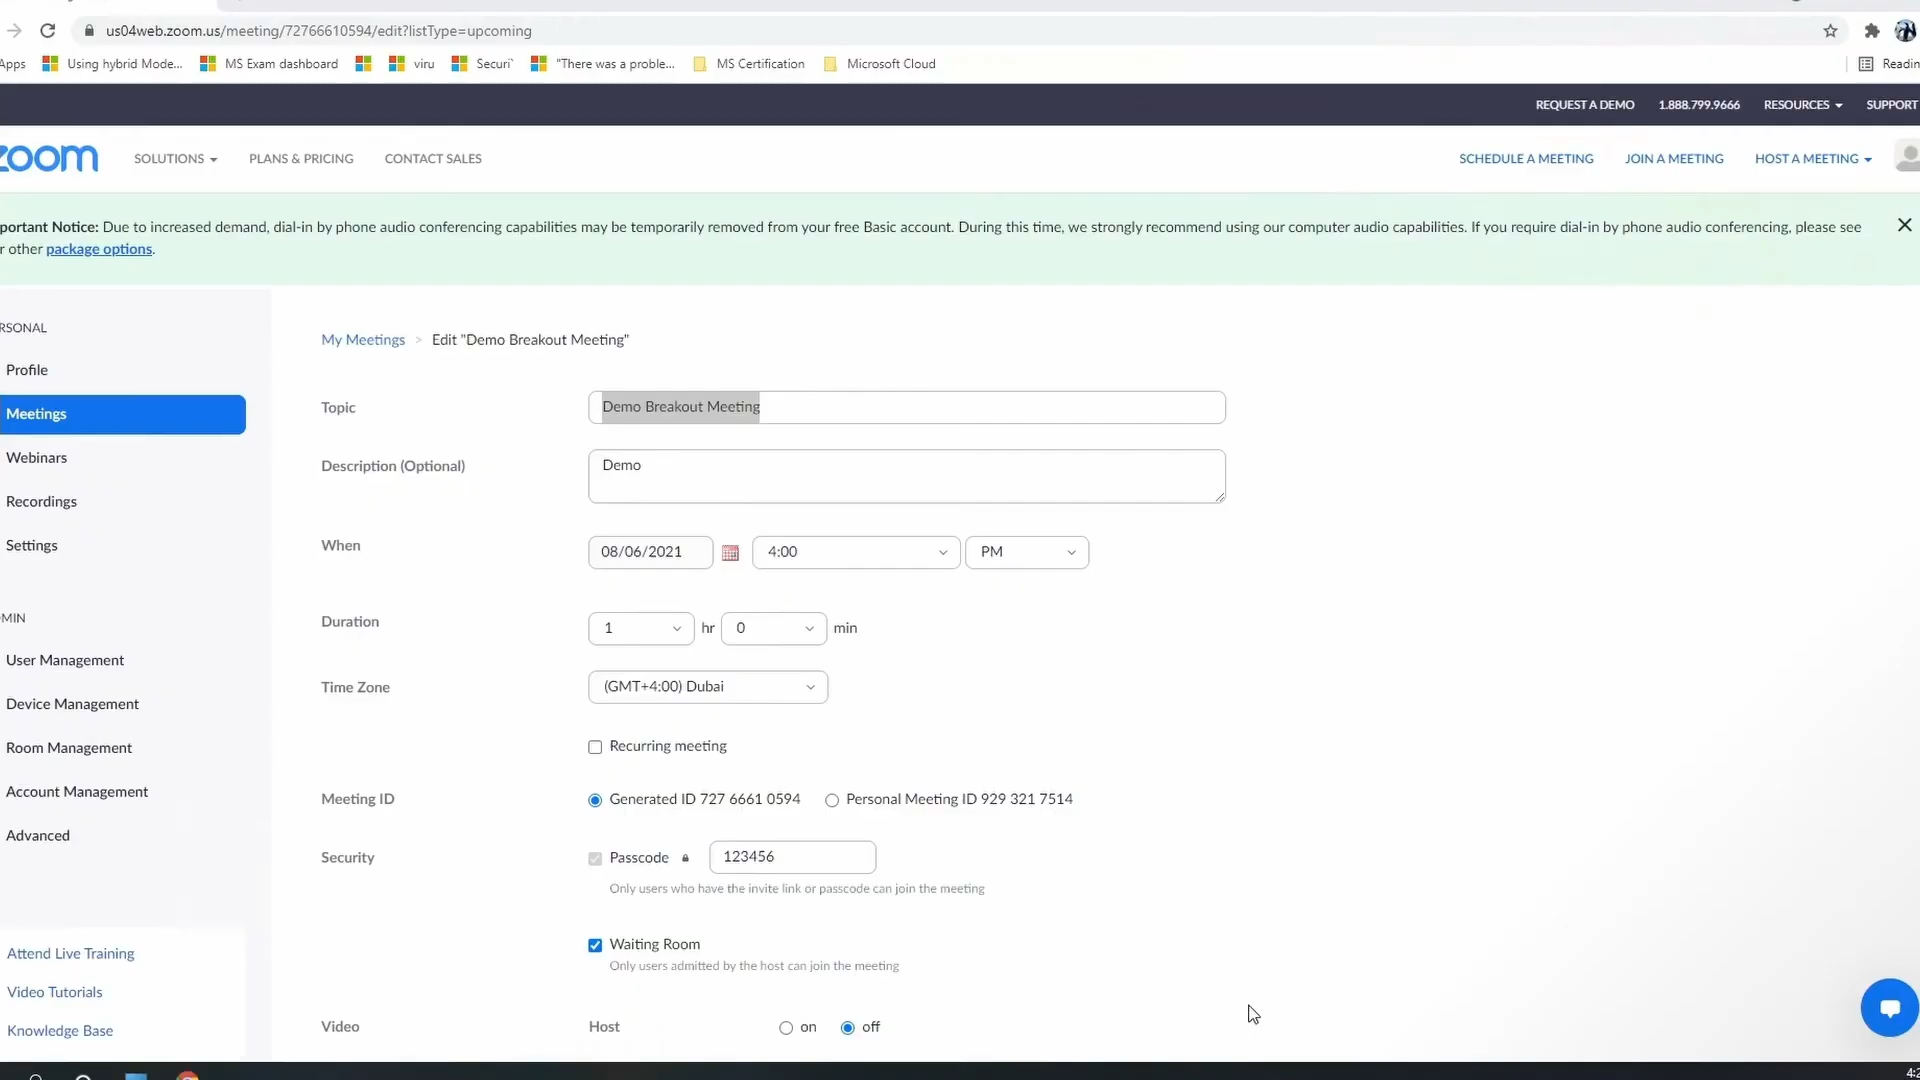 us04web.zoom.us/meeting/72766610594/edit?listType=upcoming
Apps Using hybrid Mode... MS Exam dashboard viru Securi "There was a proble... MS Certification Microsoft Cloud Readin
REQUEST A DEMO 1.888.799.9666 RESOURCES SUPPORT
zoom SOLUTIONS PLANS & PRICING CONTACT SALES SCHEDULE A MEETING JOIN A MEETING HOST A MEETING
portant Notice: Due to increased demand, dial-in by phone audio conferencing capabilities may be temporarily removed from your free Basic account. During this time, we strongly recommend using our computer audio capabilities. If you require dial-in by phone audio conferencing, please see
r other package options.
RSONAL
Profile
Meetings
Webinars
Recordings
Settings
MIN
User Management
Device Management
Room Management
Account Management
Advanced
Attend Live Training
Video Tutorials
Knowledge Base
My Meetings > Edit "Demo Breakout Meeting"
Topic Demo Breakout Meeting
Description (Optional) Demo
When 08/06/2021 4:00 PM
Duration 1 hr 0 min
Time Zone (GMT+4:00) Dubai
Recurring meeting
Meeting ID Generated ID 727 6661 0594 Personal Meeting ID 929 321 7514
Security Passcode 123456
Only users who have the invite link or passcode can join the meeting
Waiting Room
Only users admitted by the host can join the meeting
Video Host on off